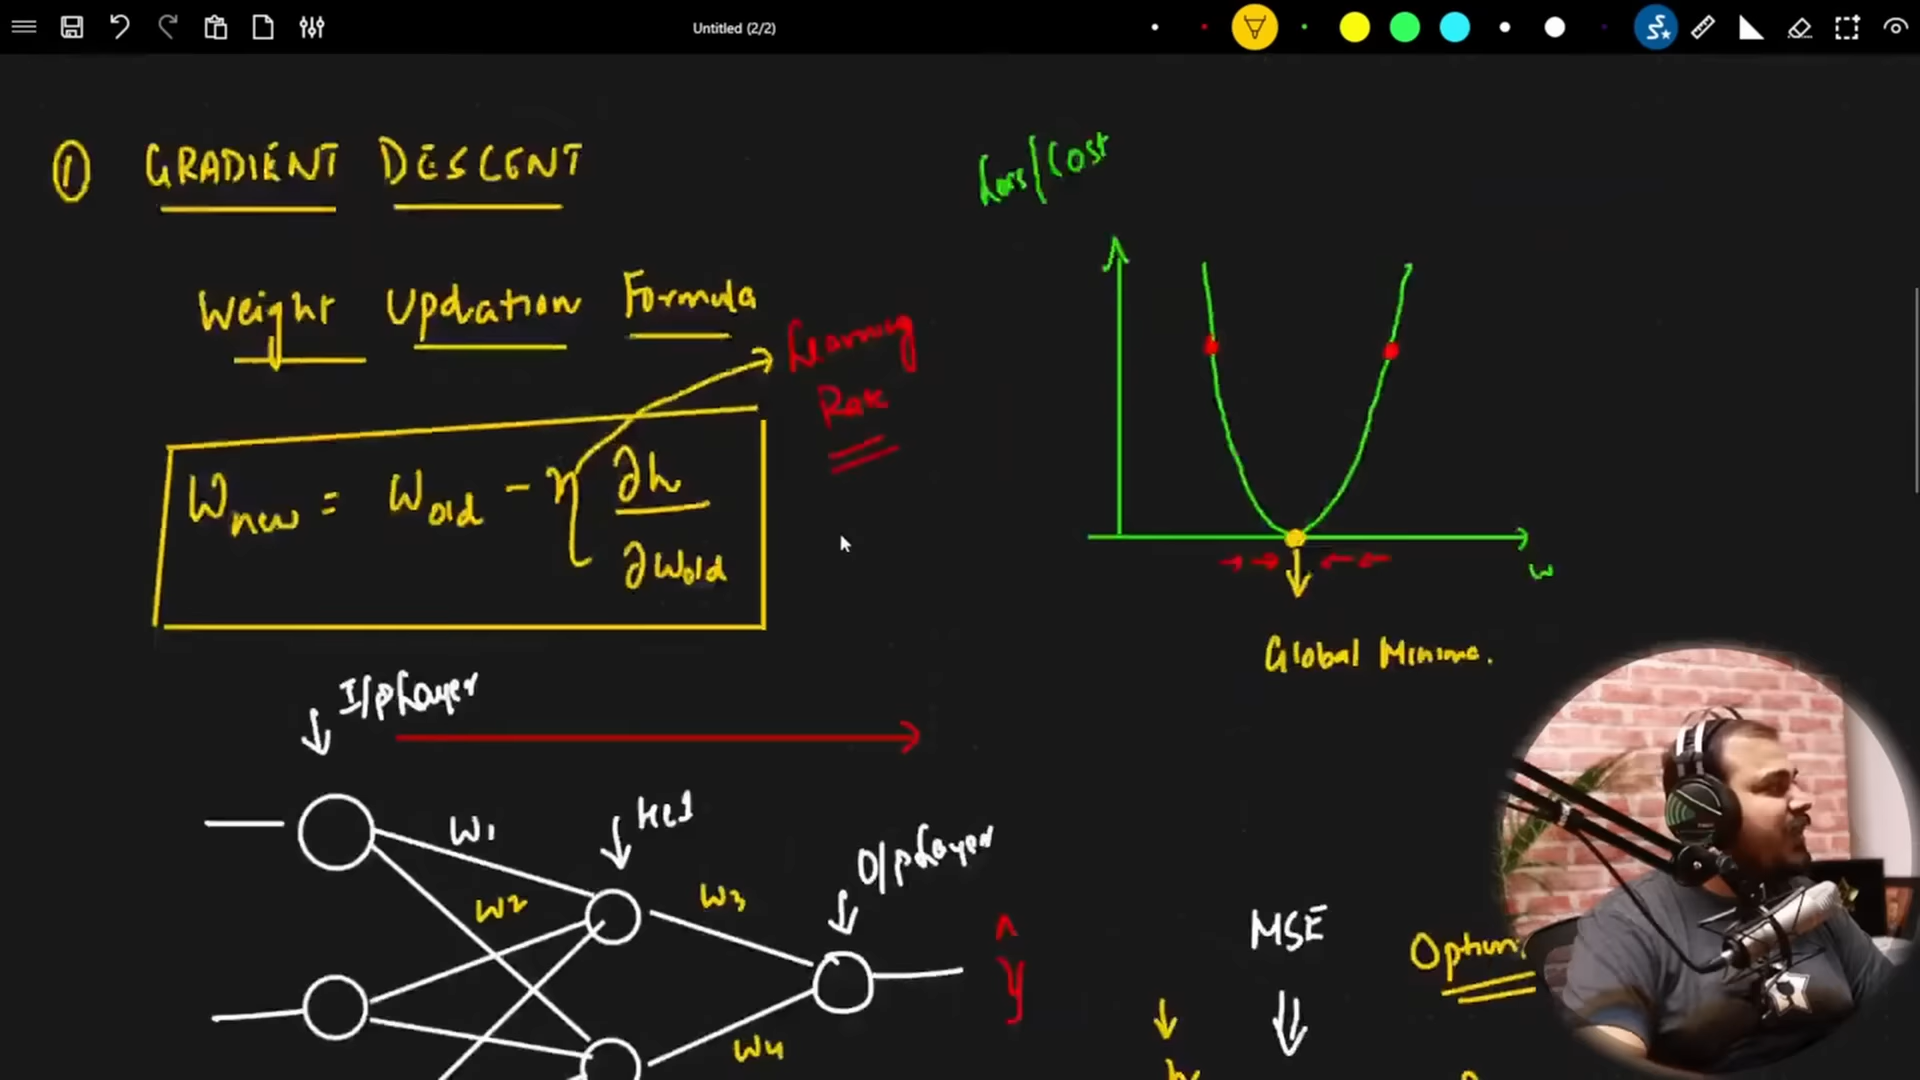 Untitled (2/2)
① GRADIENT DESCENT
Loss/Cost
Weight Updation Formula
Learning
Rate
Wnew = Wold - η ∂L
∂Wold
w
Global Minima.
I/p Layer
HL1
W1
O/p Layer
W2
W3
^
y
MSE
W4